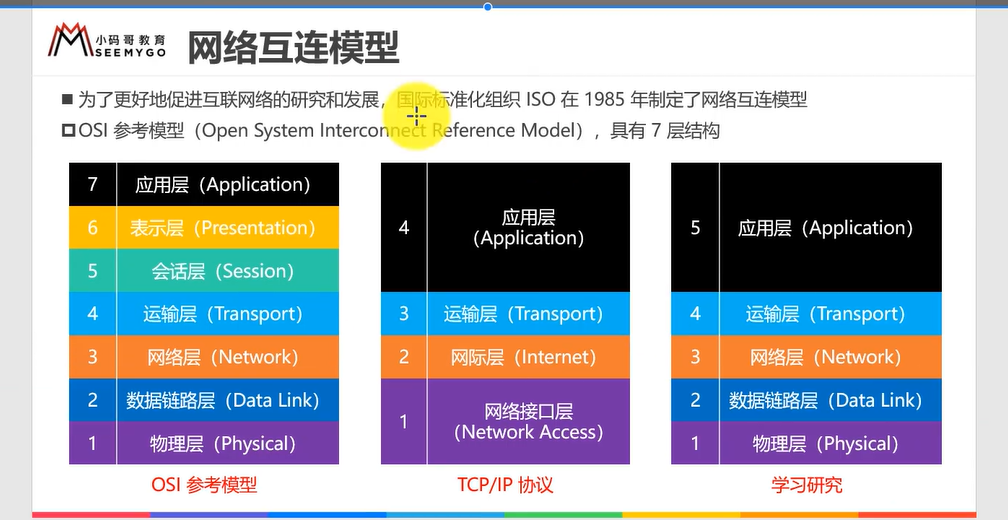 小码哥教育
SEEMYGO
网络互连模型
为了更好地促进互联网络的研究和发展，国际标准化组织 ISO 在 1985 年制定了网络互连模型
OSI 参考模型（Open System Interconnect Reference Model），具有 7 层结构
7 应用层（Application）
6 表示层（Presentation）
5 会话层（Session）
4 运输层（Transport）
3 网络层（Network）
2 数据链路层（Data Link）
1 物理层（Physical）
OSI 参考模型
4 应用层
（Application）
3 运输层（Transport）
2 网际层（Internet）
1 网络接口层
（Network Access）
TCP/IP 协议
5 应用层（Application）
4 运输层（Transport）
3 网络层（Network）
2 数据链路层（Data Link）
1 物理层（Physical）
学习研究